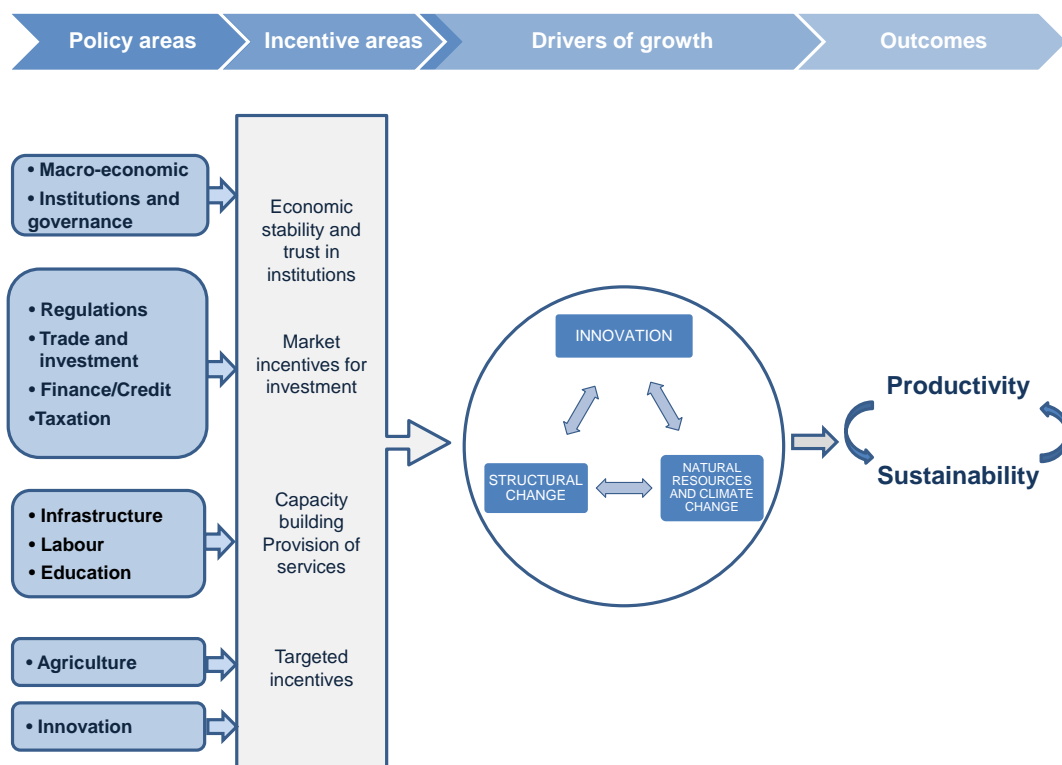 Policy areas
Incentive areas
Drivers of growth
Outcomes
• Macro-economic
• Institutions and
governance
• Regulations
• Trade and
investment
• Finance/Credit
•Taxation
• Infrastructure
• Labour
• Education
• Agriculture
• Innovation
Economic
stability and
trust in
institutions
Market
incentives for
investment
Capacity
building
Provision of
services
Targeted
incentives
INNOVATION
STRUCTURAL
CHANGE
NATURAL
RESOURCES
AND CLIMATE
CHANGE
Productivity
Sustainability